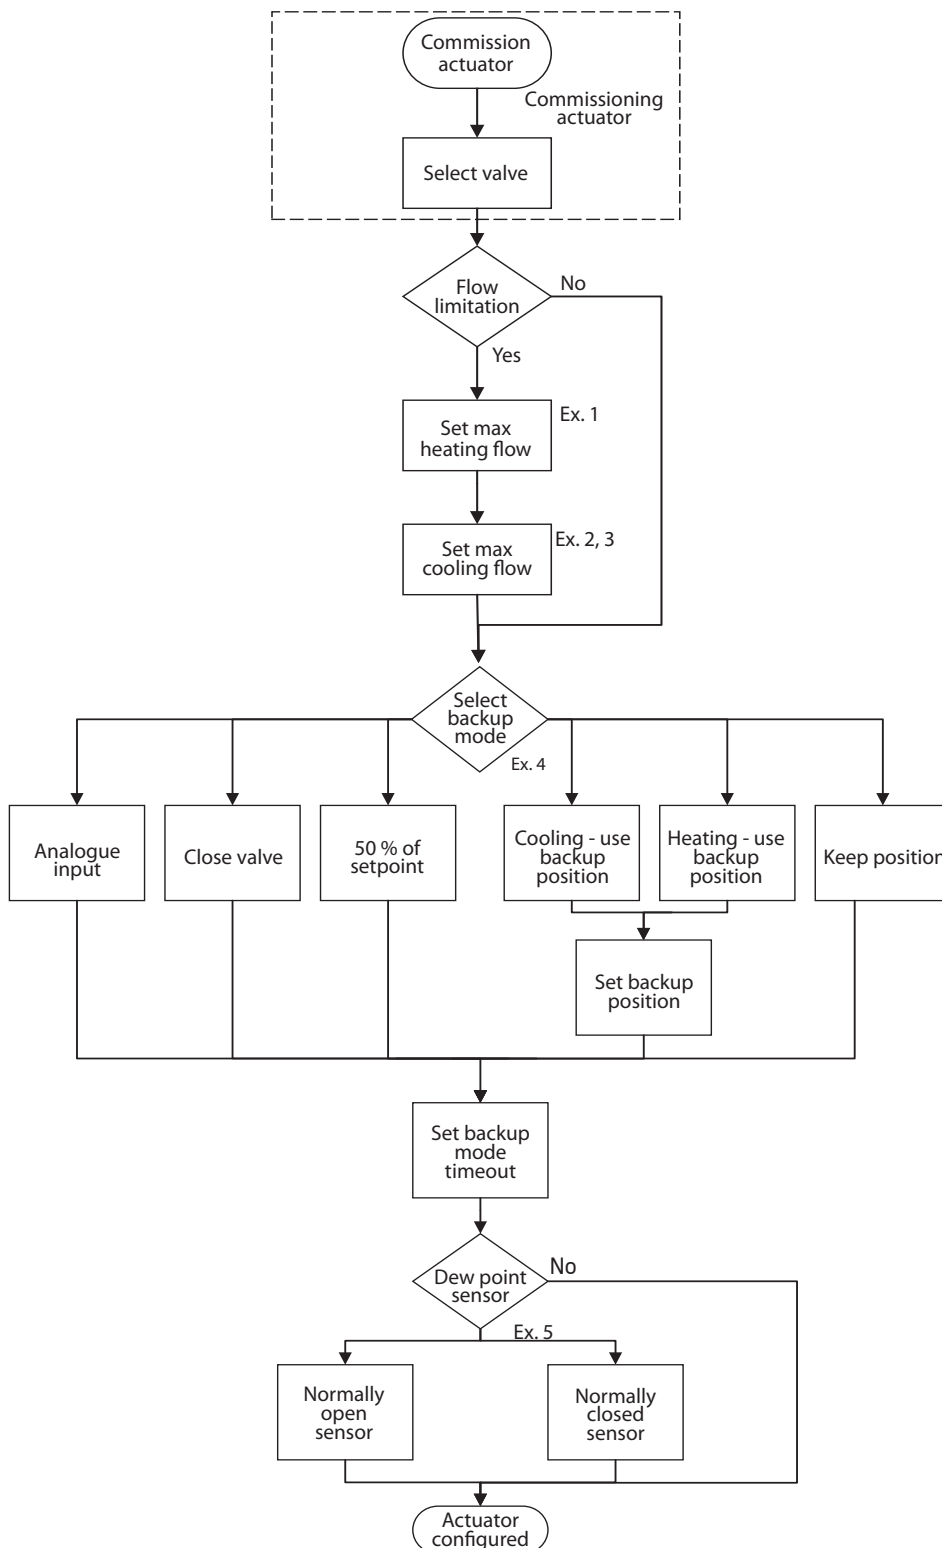 Commission
actuator
Commissioning
actuator
Select valve
Flow
limitation
No
Yes
Set max
heating flow
Ex. 1
Set max
cooling flow
Ex. 2, 3
Select
backup
mode
Ex. 4
Analogue
input
Close valve
50 % of
setpoint
Cooling - use
backup
position
Heating - use
backup
position
Keep position
Set backup
position
Set backup
mode
timeout
Dew point
sensor
No
Ex. 5
Normally
open
sensor
Normally
closed
sensor
Actuator
configured